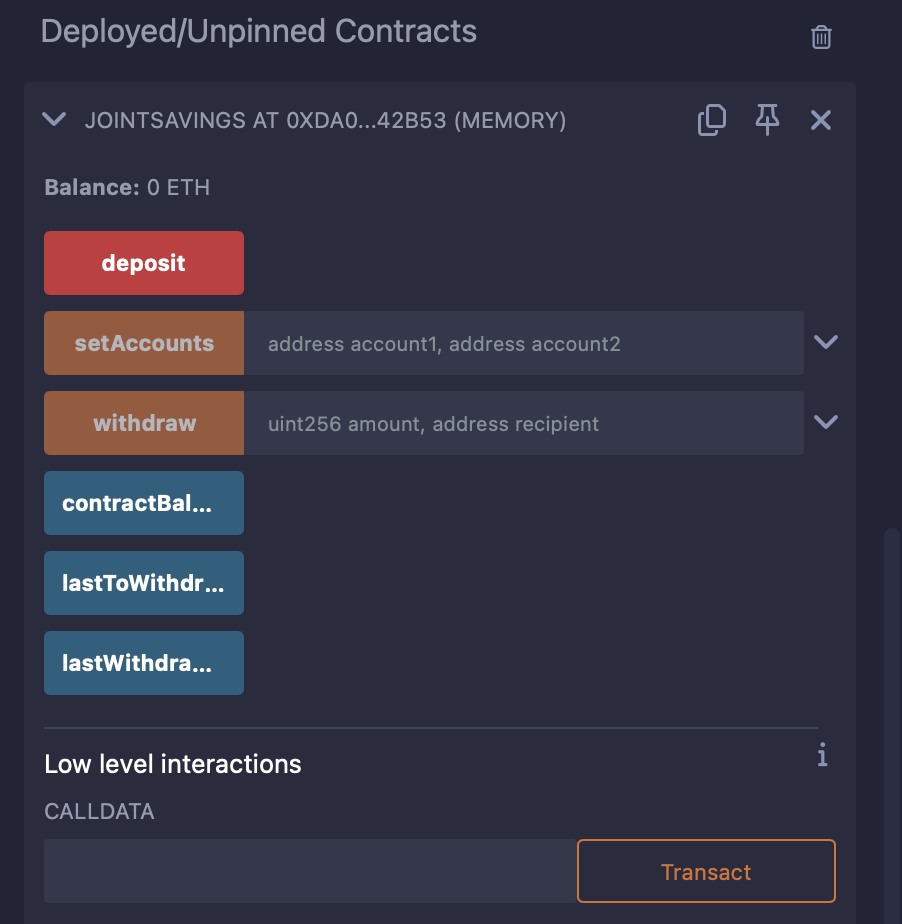 Deployed/Unpinned Contracts
JOINTSAVINGS AT 0XDA0...42B53 (MEMORY)
Balance: 0 ETH
deposit
setAccounts address account1, address account2
withdraw uint256 amount, address recipient
contractBal...
lastToWithdr...
lastWithdra...
Low level interactions
i
CALLDATA
Transact